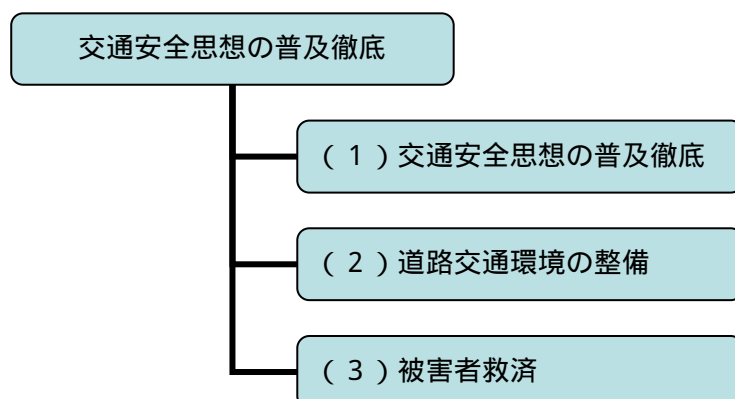 交通安全思想の普及徹底
（１）交通安全思想の普及徹底
（２）道路交通環境の整備
（３）被害者救済